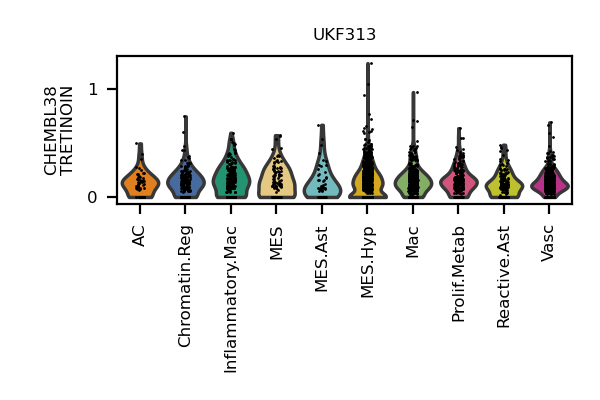 UKF313
CHEMBL38
TRETINOIN
1
0
AC
Chromatin.Reg
Inflammatory.Mac
MES
MES.Ast
MES.Hyp
Mac
Prolif.Metab
Reactive.Ast
Vasc